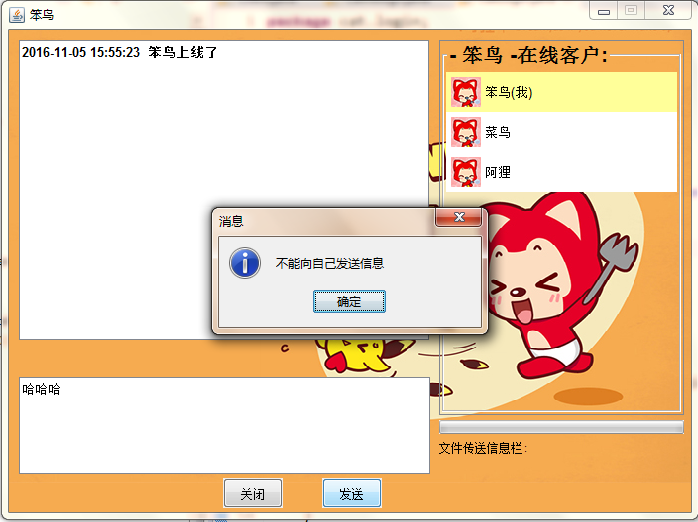 笨鸟
2016-11-05 15:55:23 笨鸟上线了
- 笨鸟 -在线客户:
笨鸟(我)
菜鸟
阿狸
消息
不能向自己发送信息
确定
哈哈哈
文件传送信息栏:
关闭
发送